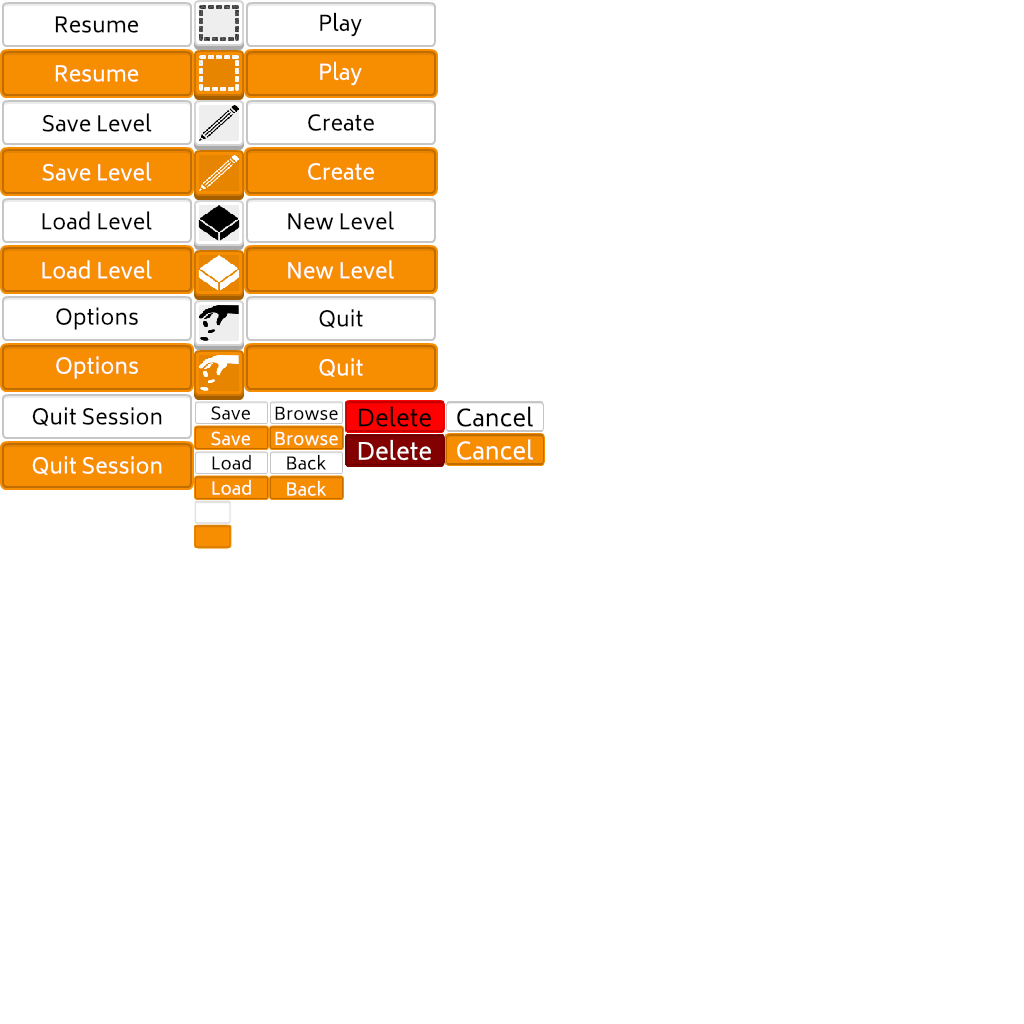 Resume Play
Resume Play
Save Level Create
Save Level Create
Load Level New Level
Load Level New Level
Options Quit
Options Quit
Quit Session Save Browse Delete Cancel
Save Browse Delete Cancel
Quit Session Load Back
Load Back